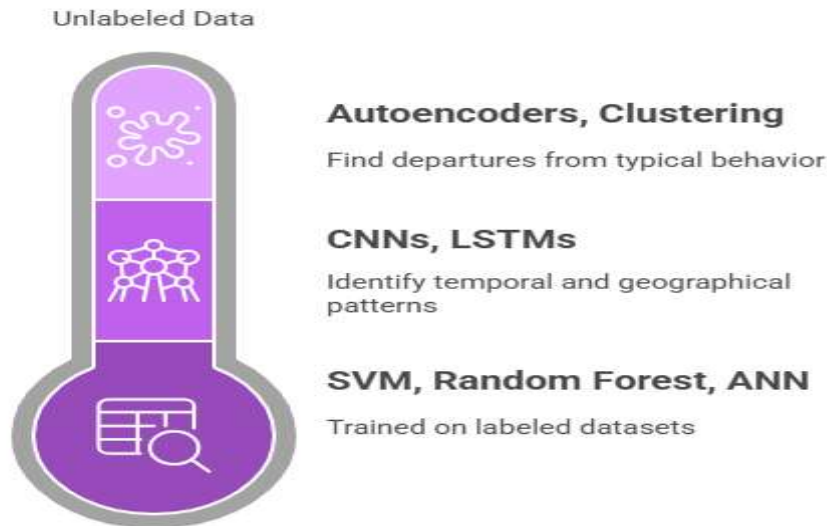 Unlabeled Data
Autoencoders, Clustering
Find departures from typical behavior
CNNs, LSTMs
Identify temporal and geographical
patterns
SVM, Random Forest, ANN
Trained on labeled datasets